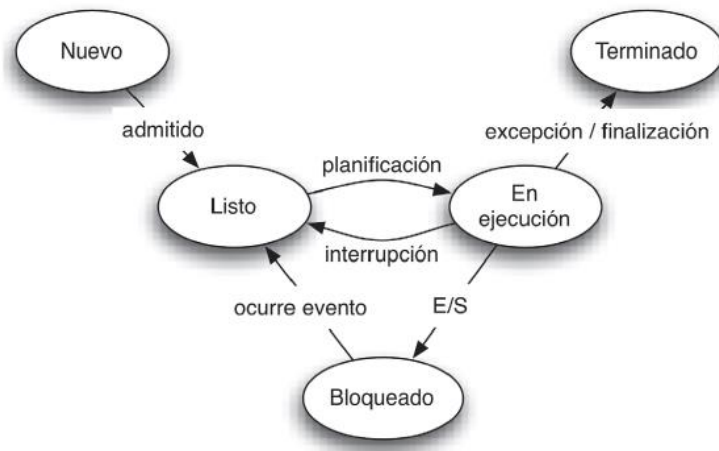 Nuevo
Terminado
admitido
excepción / finalización
planificación
Listo
En
ejecución
interrupción
ocurre evento
E/S
Bloqueado